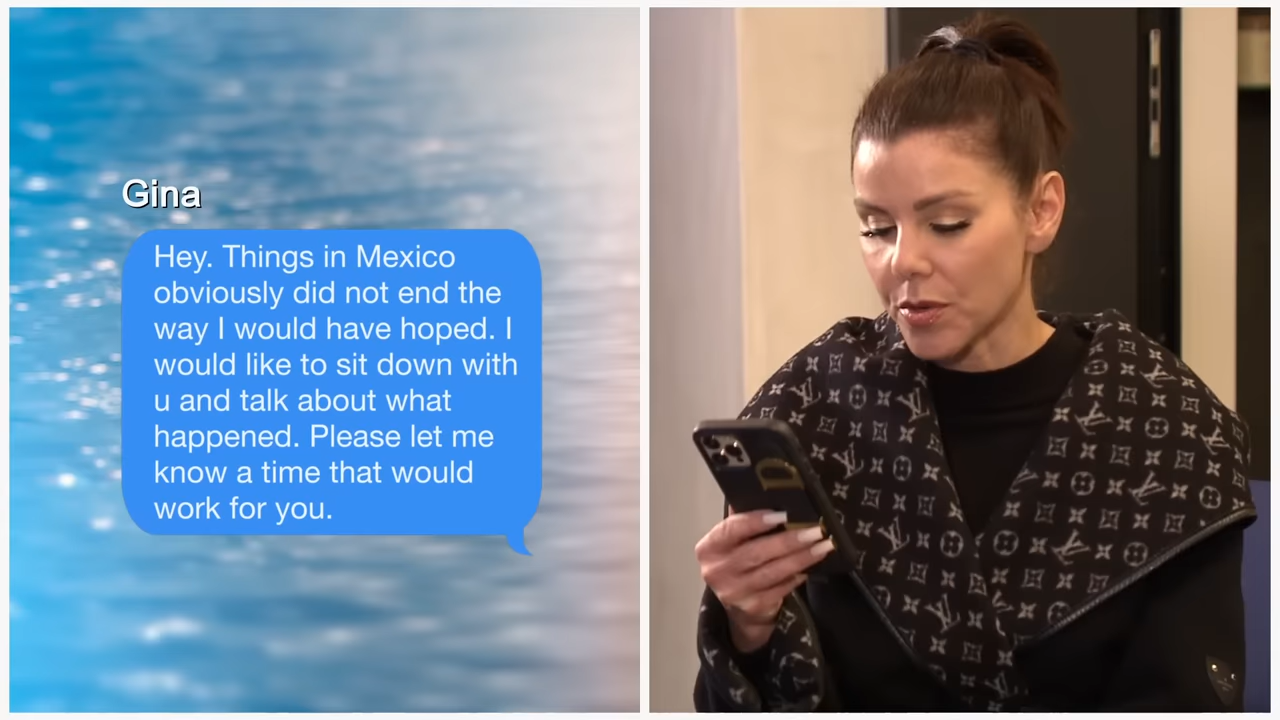 Gina
Hey. Things in Mexico
obviously did not end the
way I would have hoped. I
would like to sit down with
u and talk about what
happened. Please let me
know a time that would
work for you.